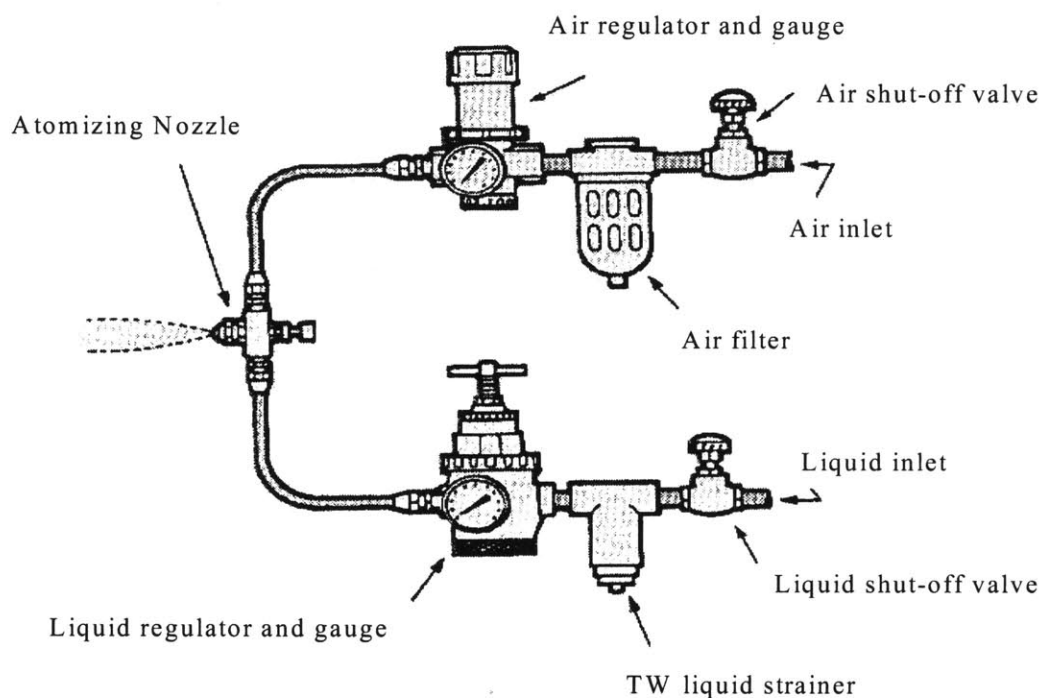 Air regulator and gauge
Air shut-off valve
Atomizing Nozzle
Air inlet
Air filter
Liquid inlet
Liquid shut-off valve
Liquid regulator and gauge
TW liquid strainer